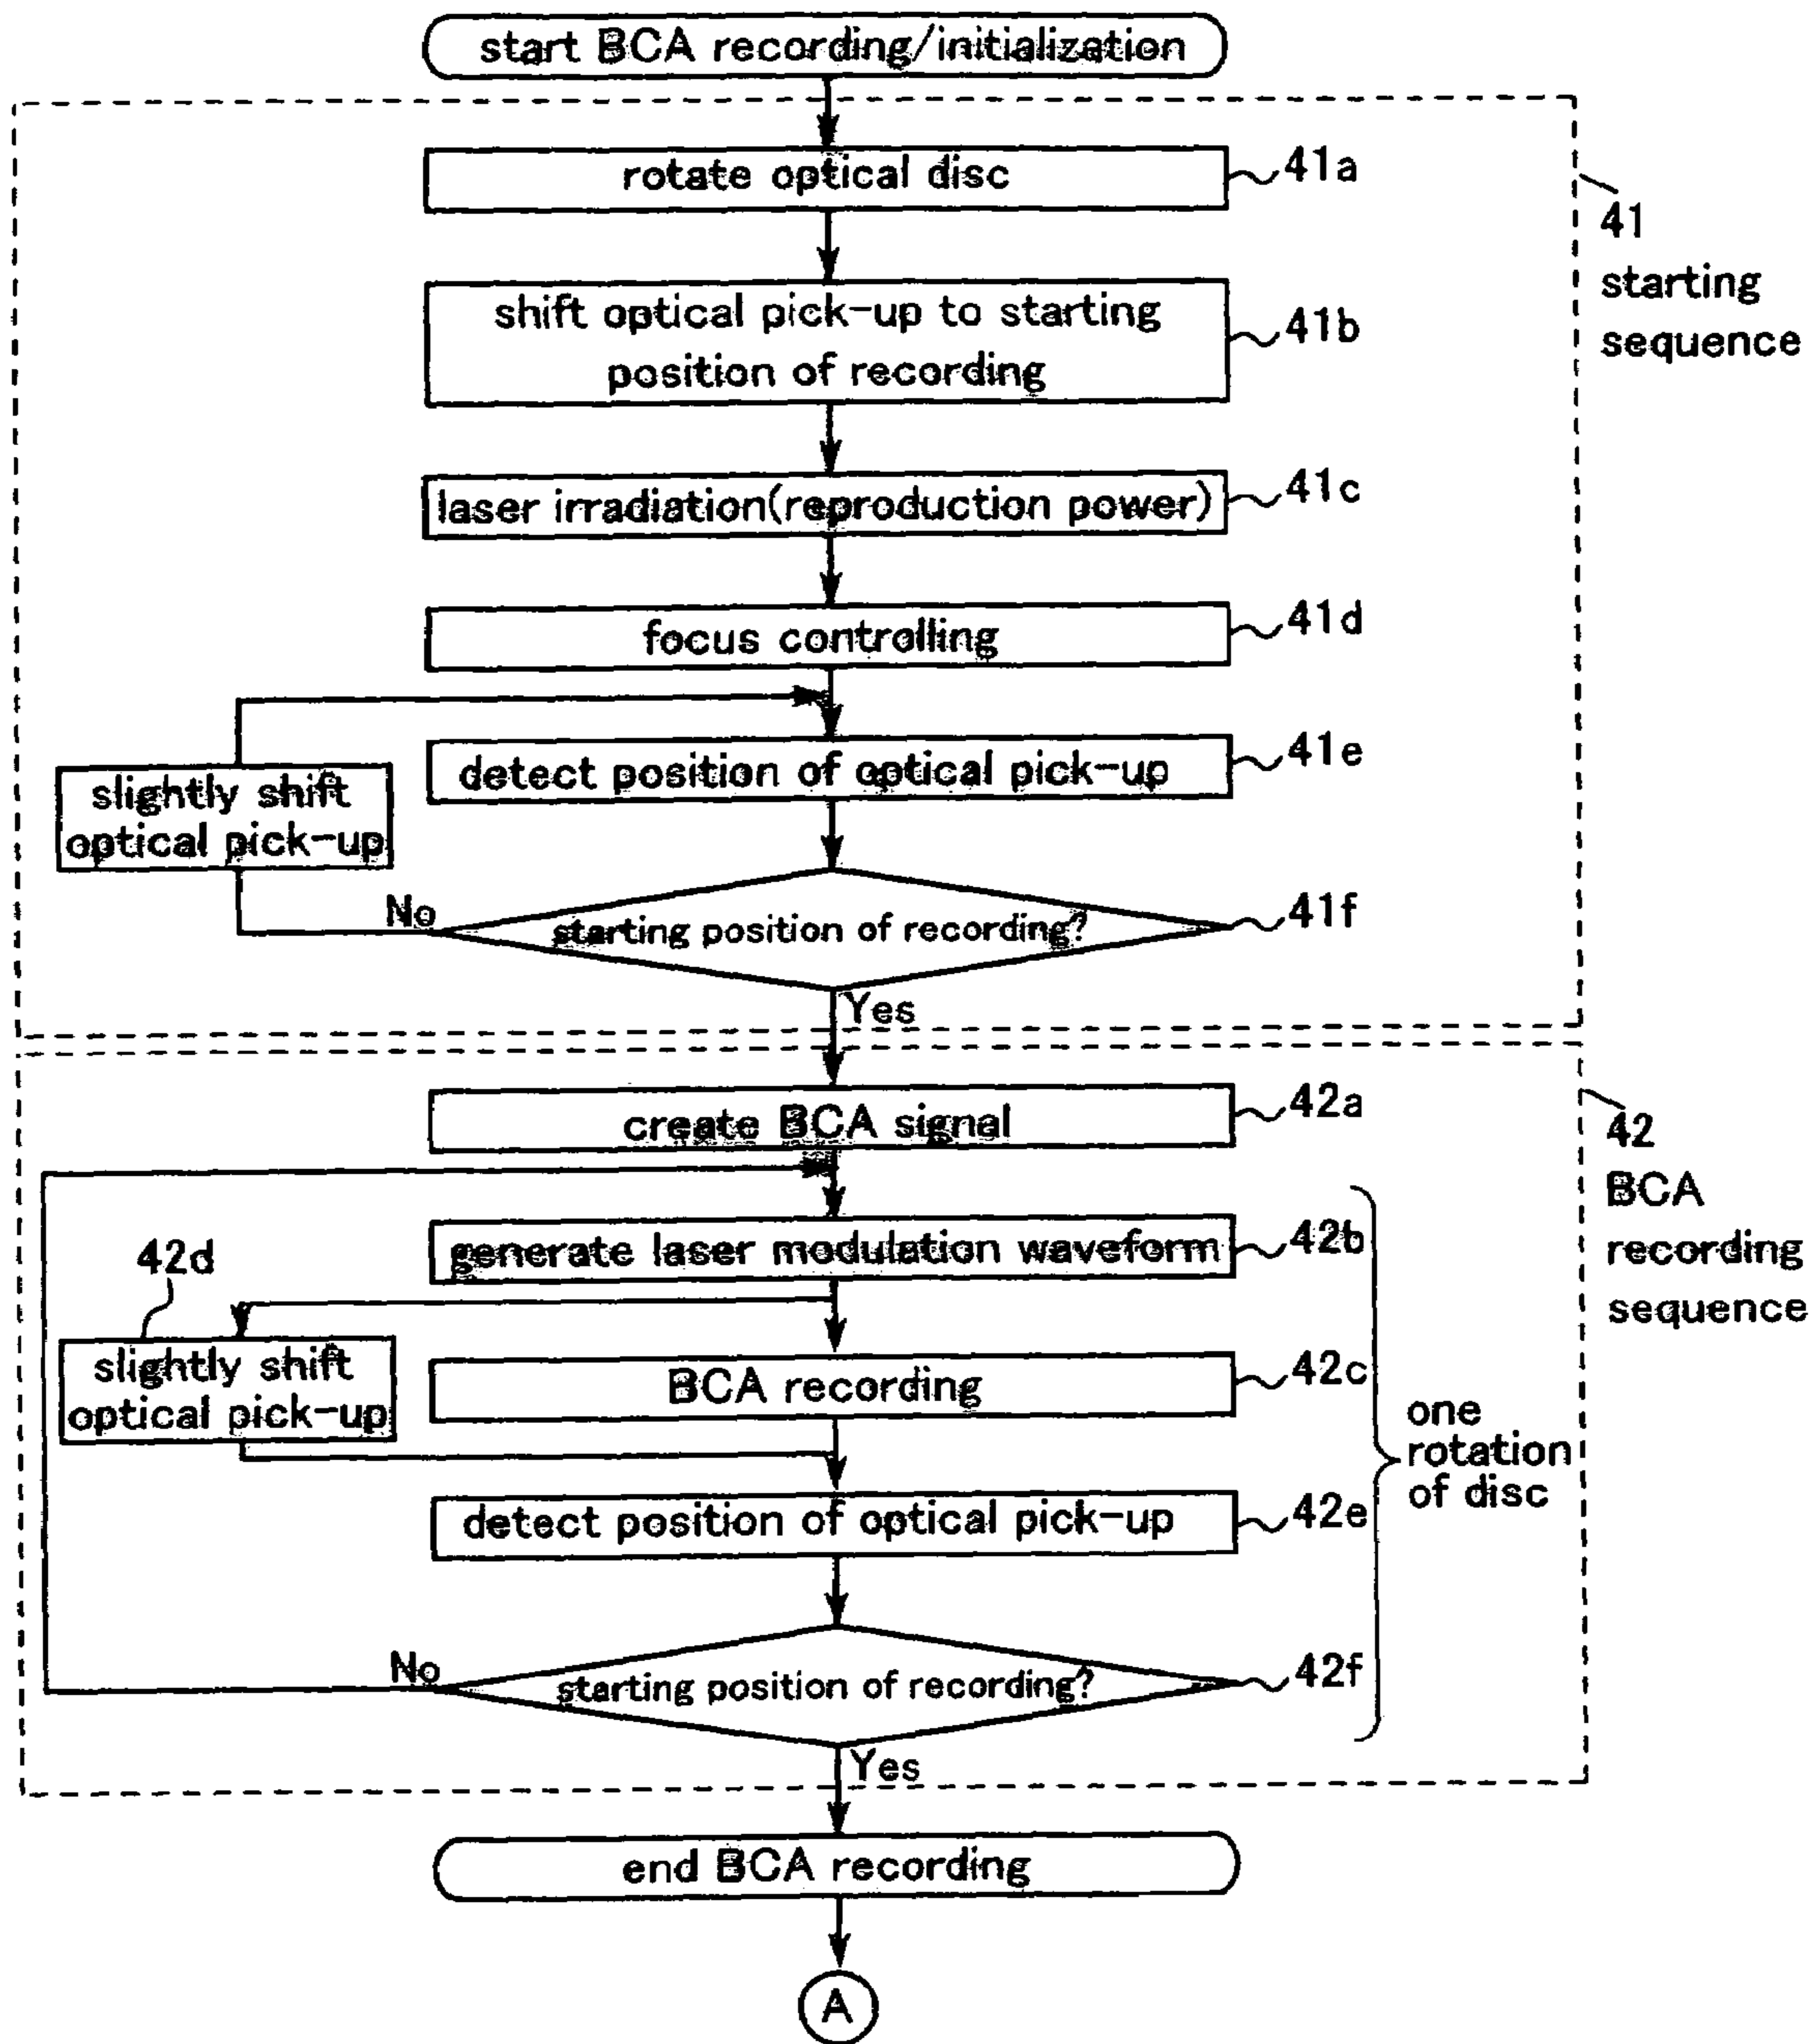 start BCA recording/initialization
rotate optical disc
41a
41
starting
sequence
shift optical pick-up to starting
position of recording
41b
laser irradiation(reproduction power)
41c
focus controlling
41d
detect position of optical pick-up
41e
slightly shift
optical pick-up
No
starting position of recording?
41f
Yes
create BCA signal
42a
42
BCA
recording
sequence
generate laser modulation waveform
42b
42d
slightly shift
optical pick-up
BCA recording
42c
one
rotation
of disc
detect position of optical pick-up
42e
No
starting position of recording?
42f
Yes
end BCA recording
A